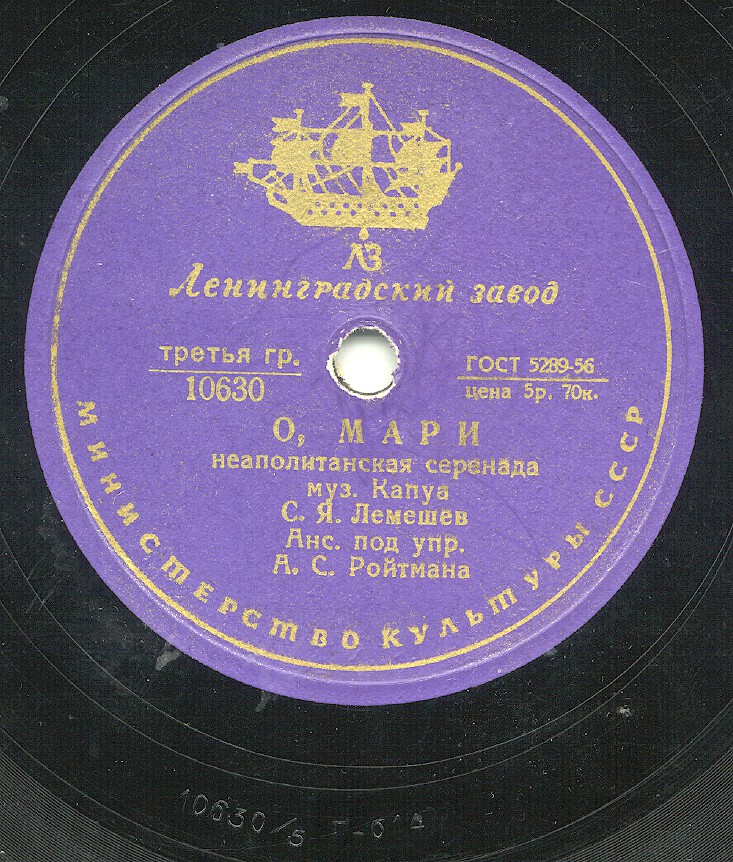 ЛЗ
Ленинградский завод
третья гр.
10630
ГОСТ 5289-56
цена 5р. 70к.
О, МАРИ
неаполитанская серенада
муз. Капуа
С. Я. Лемешев
Анс. под упр.
А. С. Ройтмана
МИНИСТЕРСТВО КУЛЬТУРЫ СССР
10630/5